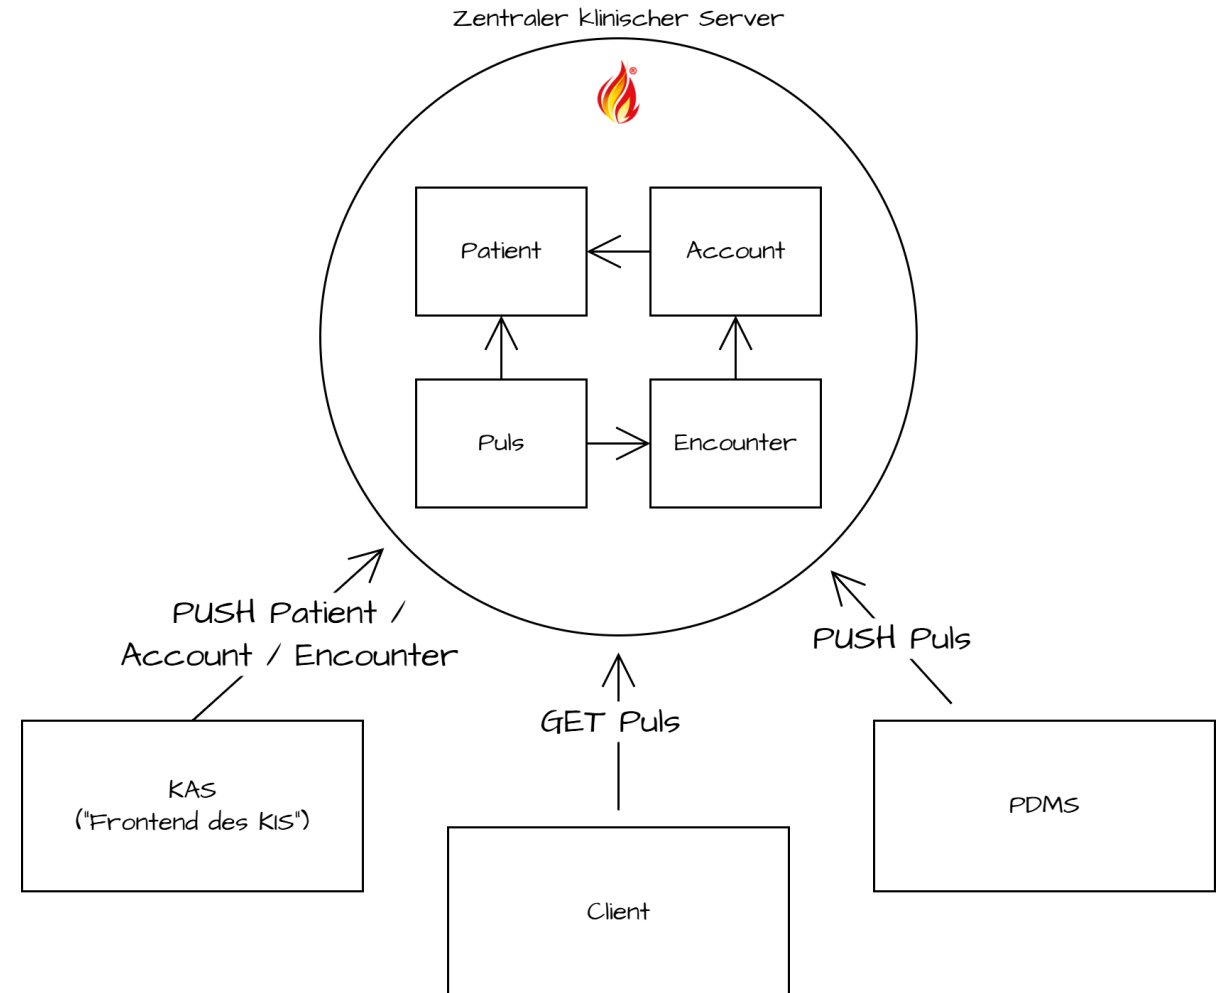 Zentraler klinischer Server
®
Patient
Account
Puls
Encounter
PUSH Patient /
Account / Encounter
PUSH Puls
GET Puls
KAS
("Frontend des KIS")
PDMS
Client